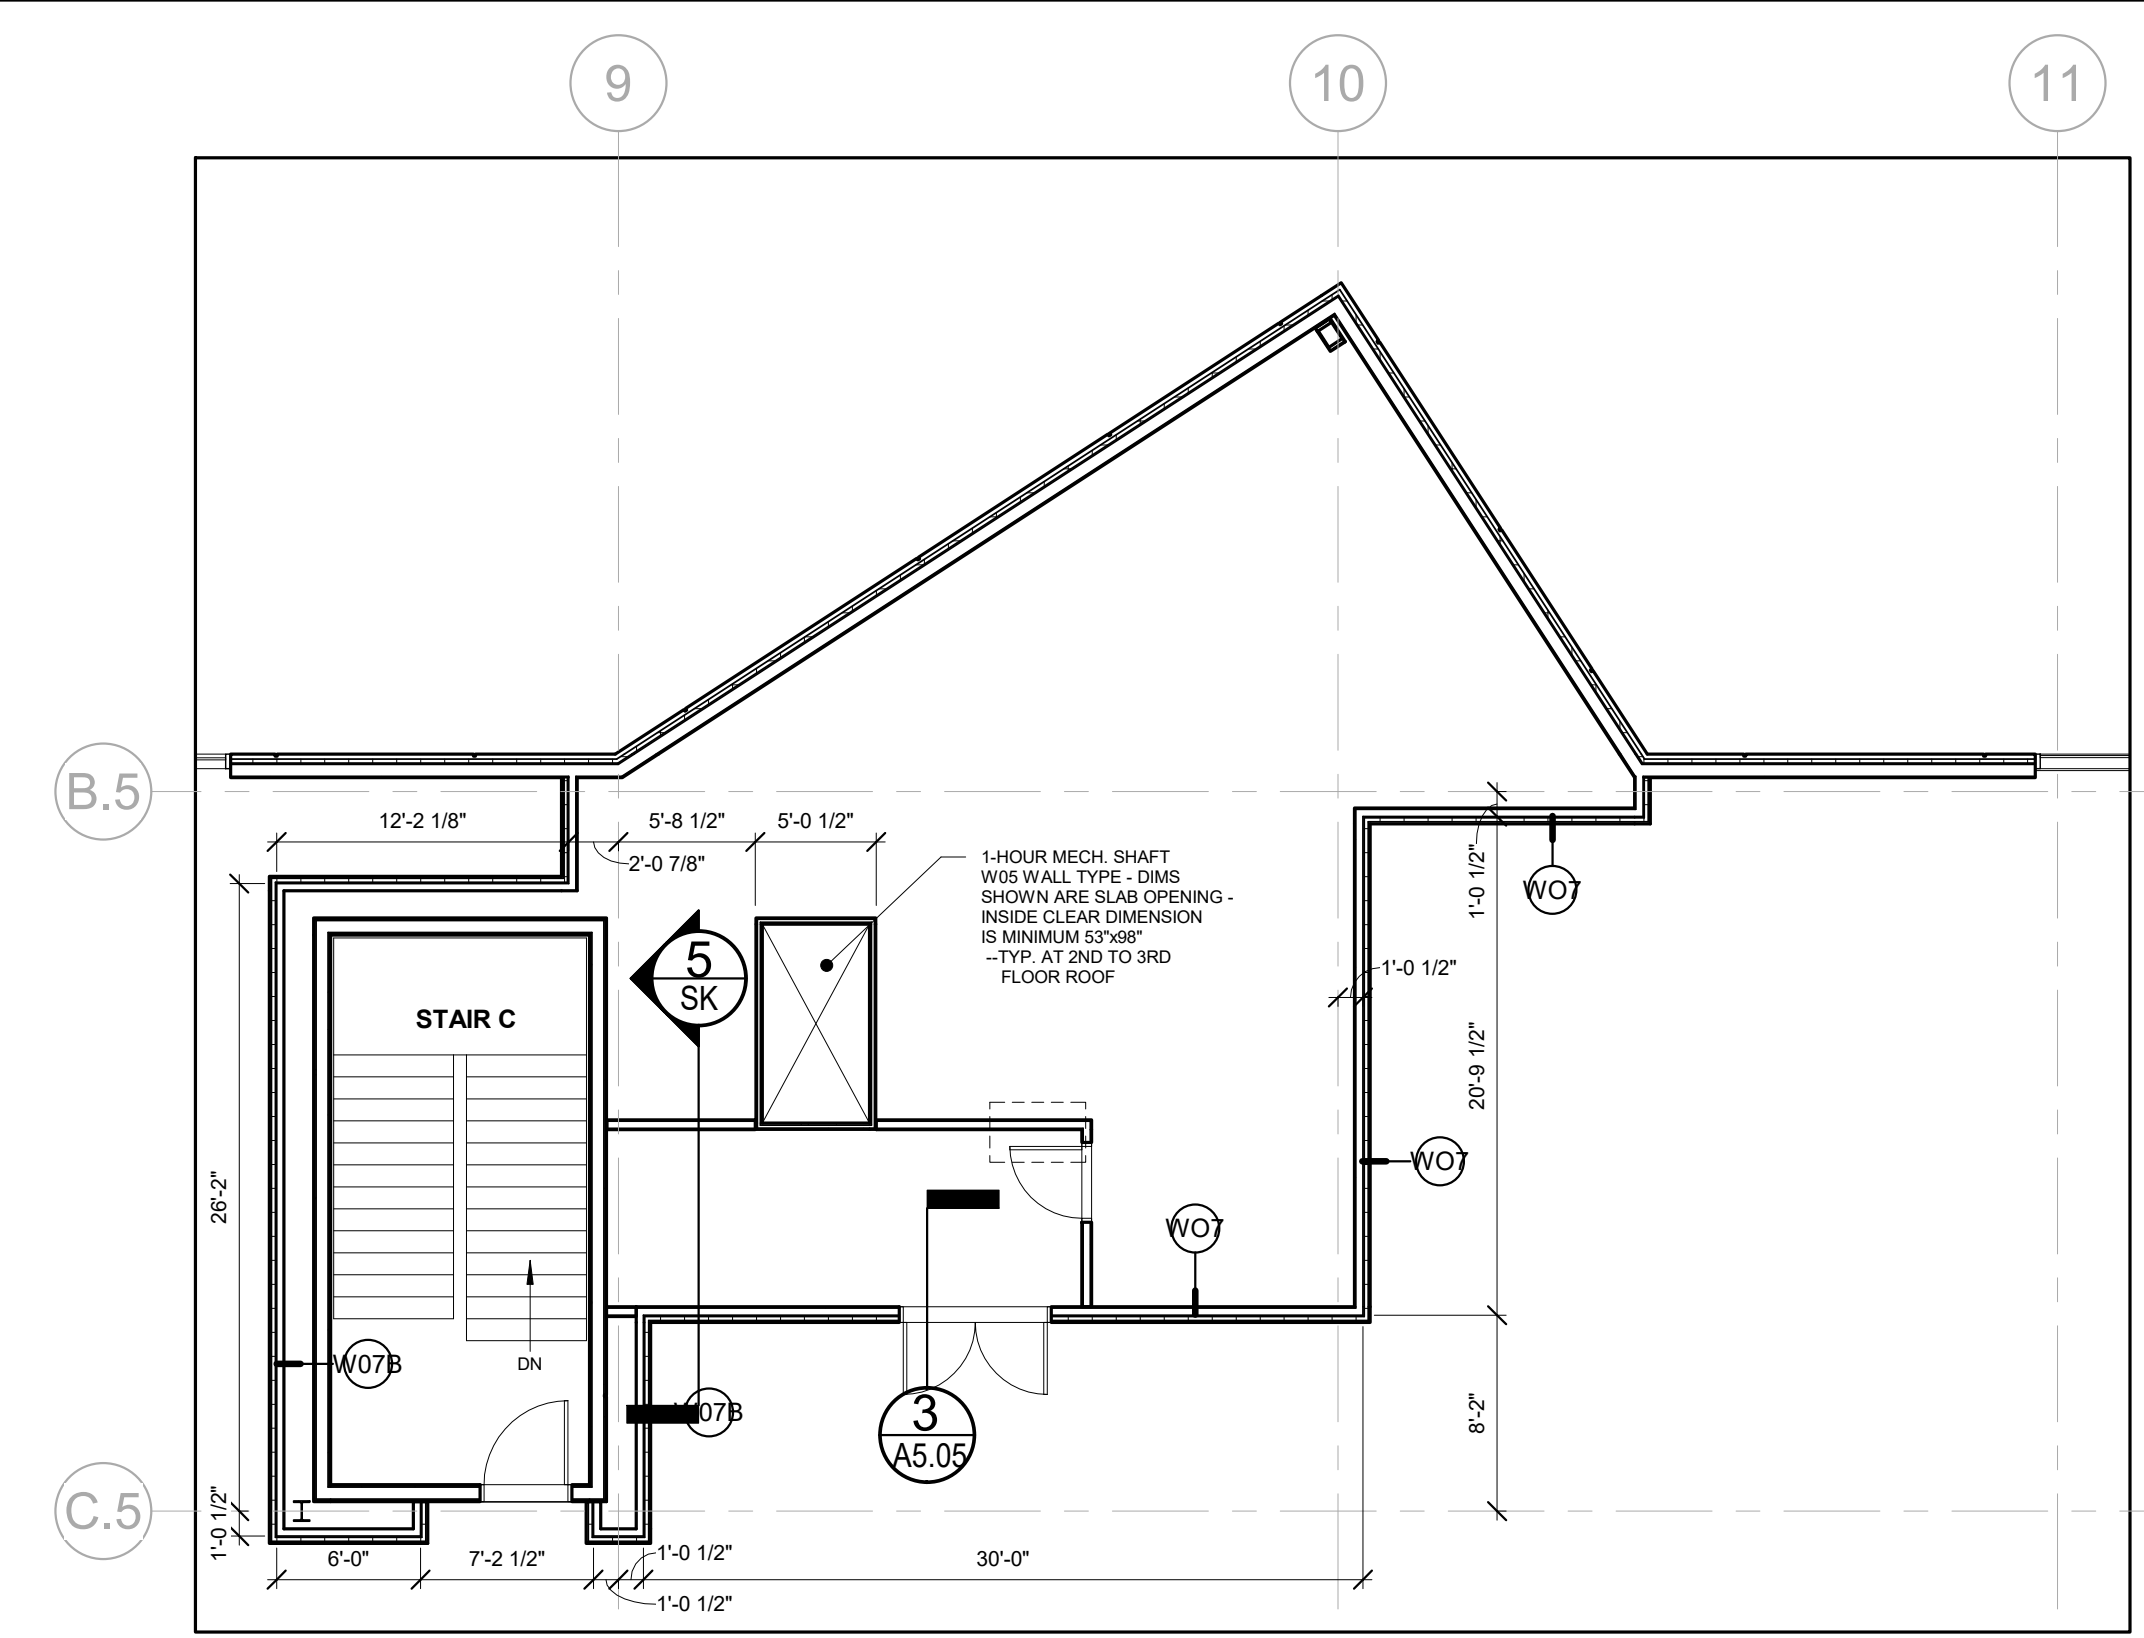 9
10
11
B.5
12'-2 1/8"
5'-8 1/2"
5'-0 1/2"
2'-0 7/8"
1-HOUR MECH. SHAFT
W05 WALL TYPE - DIMS
SHOWN ARE SLAB OPENING -
INSIDE CLEAR DIMENSION
IS MINIMUM 53"x98"
--TYP. AT 2ND TO 3RD
FLOOR ROOF
1'-0 1/2"
WO7
5
SK
1'-0 1/2"
STAIR C
20'-9 1/2"
26'-2"
WO7
WO7
W07B
DN
W07B
3
A5.05
8'-2"
C.5
1'-0 1/2"
6'-0"
7'-2 1/2"
1'-0 1/2"
30'-0"
1'-0 1/2"